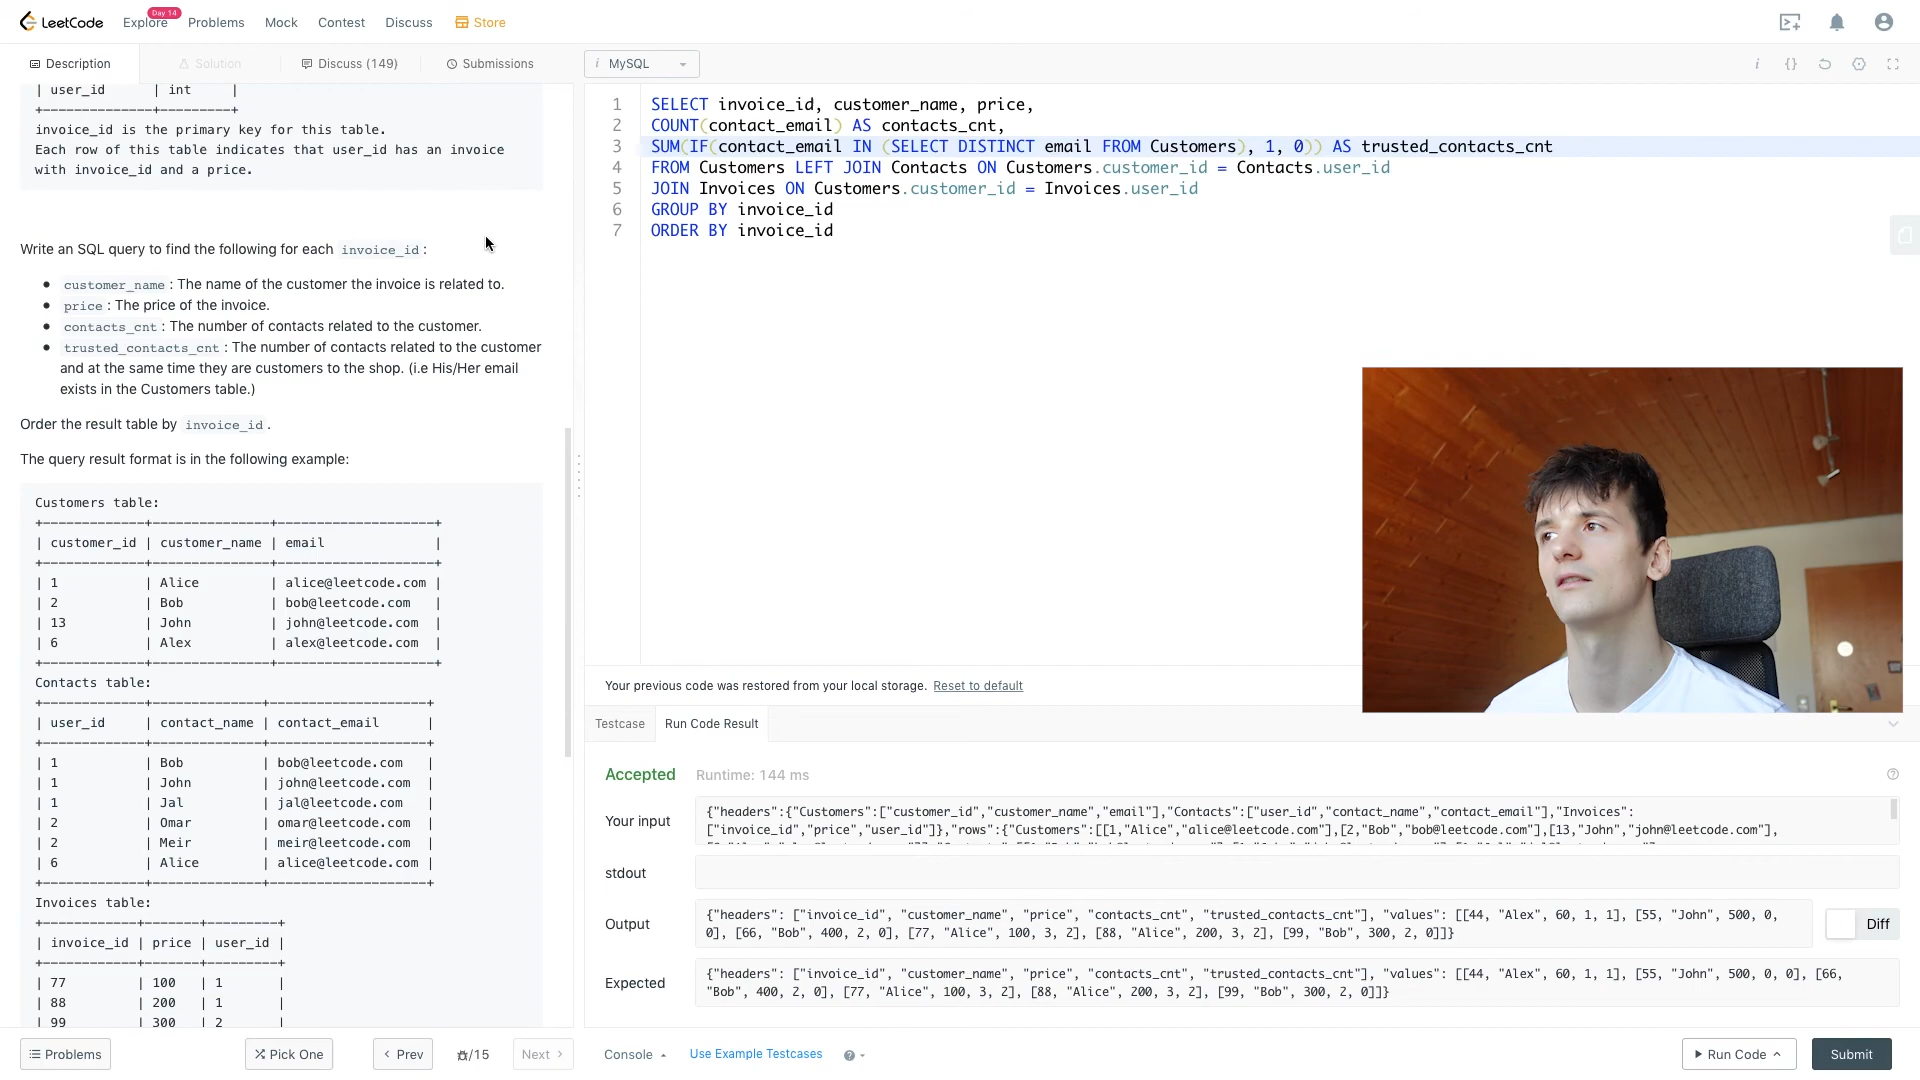 LeetCode
Explore
Day 14
Problems
Mock
Contest
Discuss
Store
Description
Solution
Discuss (149)
Submissions
i MySQL
| user_id | int |
+--------------+---------+
invoice_id is the primary key for this table.
Each row of this table indicates that user_id has an invoice
with invoice_id and a price.
Write an SQL query to find the following for each invoice_id :
customer_name : The name of the customer the invoice is related to.
price : The price of the invoice.
contacts_cnt : The number of contacts related to the customer.
trusted_contacts_cnt : The number of contacts related to the customer
and at the same time they are customers to the shop. (i.e His/Her email
exists in the Customers table.)
Order the result table by invoice_id .
The query result format is in the following example:
Customers table:
+-------------+---------------+--------------------+
| customer_id | customer_name | email |
+-------------+---------------+--------------------+
| 1 | Alice | alice@leetcode.com |
| 2 | Bob | bob@leetcode.com |
| 13 | John | john@leetcode.com |
| 6 | Alex | alex@leetcode.com |
+-------------+---------------+--------------------+
Contacts table:
+-------------+--------------+--------------------+
| user_id | contact_name | contact_email |
+-------------+--------------+--------------------+
| 1 | Bob | bob@leetcode.com |
| 1 | John | john@leetcode.com |
| 1 | Jal | jal@leetcode.com |
| 2 | Omar | omar@leetcode.com |
| 2 | Meir | meir@leetcode.com |
| 6 | Alice | alice@leetcode.com |
+-------------+--------------+--------------------+
Invoices table:
+------------+-------+---------+
| invoice_id | price | user_id |
+------------+-------+---------+
| 77 | 100 | 1 |
| 88 | 200 | 1 |
| 99 | 300 | 2 |
1 SELECT invoice_id, customer_name, price,
2 COUNT(contact_email) AS contacts_cnt,
3 SUM(IF(contact_email IN (SELECT DISTINCT email FROM Customers), 1, 0)) AS trusted_contacts_cnt
4 FROM Customers LEFT JOIN Contacts ON Customers.customer_id = Contacts.user_id
5 JOIN Invoices ON Customers.customer_id = Invoices.user_id
6 GROUP BY invoice_id
7 ORDER BY invoice_id
Your previous code was restored from your local storage. Reset to default
Testcase
Run Code Result
Accepted Runtime: 144 ms
Your input
{"headers":{"Customers":["customer_id","customer_name","email"],"Contacts":["user_id","contact_name","contact_email"],"Invoices":
["invoice_id","price","user_id"]},"rows":{"Customers":[[1,"Alice","alice@leetcode.com"],[2,"Bob","bob@leetcode.com"],[13,"John","john@leetcode.com"],
stdout
Output
{"headers": ["invoice_id", "customer_name", "price", "contacts_cnt", "trusted_contacts_cnt"], "values": [[44, "Alex", 60, 1, 1], [55, "John", 500, 0,
0], [66, "Bob", 400, 2, 0], [77, "Alice", 100, 3, 2], [88, "Alice", 200, 3, 2], [99, "Bob", 300, 2, 0]]}
Diff
Expected
{"headers": ["invoice_id", "customer_name", "price", "contacts_cnt", "trusted_contacts_cnt"], "values": [[44, "Alex", 60, 1, 1], [55, "John", 500, 0, 0], [66,
"Bob", 400, 2, 0], [77, "Alice", 100, 3, 2], [88, "Alice", 200, 3, 2], [99, "Bob", 300, 2, 0]]}
Problems
Pick One
< Prev
/15
Next >
Console
Use Example Testcases
Run Code
Submit